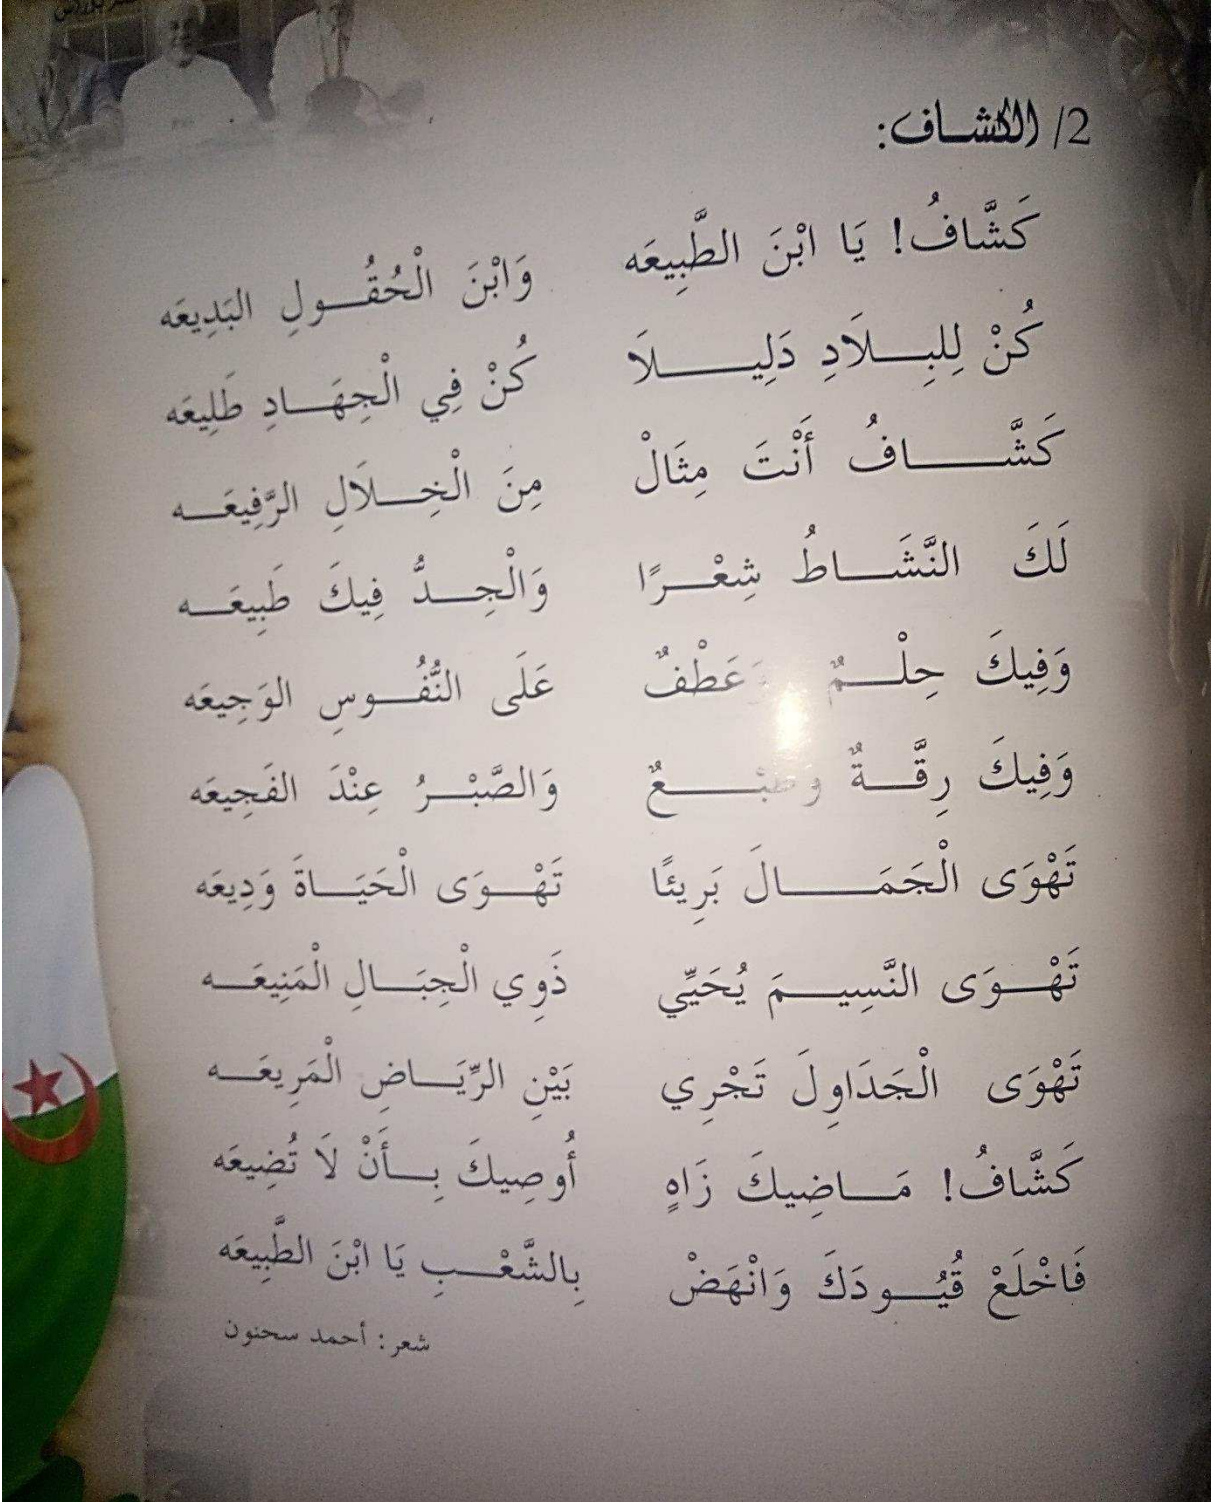 2/ الكشاف:
كَشَّافُ! يَا ابْنَ الطَّبِيعَه وَابْنَ الْحُقُولِ البَدِيعَه
كُنْ لِلبِلَادِ دَلِيلَا كُنْ فِي الْجِهَادِ طَلِيعَه
كَشَّافُ أَنْتَ مِثَالْ مِنَ الْخِلَالِ الرَّفِيعَه
لَكَ النَّشَاطُ شِعْرًا وَالْجِدُّ فِيكَ طَبِيعَه
وَفِيكَ حِلْمٌ وَعَطْفٌ عَلَى النُّفُوسِ الوَجِيعَه
وَفِيكَ رِقَّةٌ وطَبْعٌ وَالصَّبْرُ عِنْدَ الفَجِيعَه
تَهْوَى الْجَمَالَ بَرِيئًا تَهْوَى الْحَيَاةَ وَدِيعَه
تَهْوَى النَّسِيمَ يُحَيِّي ذَوِي الْجِبَالِ الْمَنِيعَه
تَهْوَى الْجَدَاوِلَ تَجْرِي بَيْنِ الرِّيَاضِ الْمَرِيعَه
كَشَّافُ! مَاضِيكَ زَاهٍ أُوصِيكَ بِأَنْ لَا تُضِيعَه
فَاخْلَعْ قُيُودَكَ وَانْهَضْ بِالشَّعْبِ يَا ابْنَ الطَّبِيعَه
شعر: أحمد سحنون